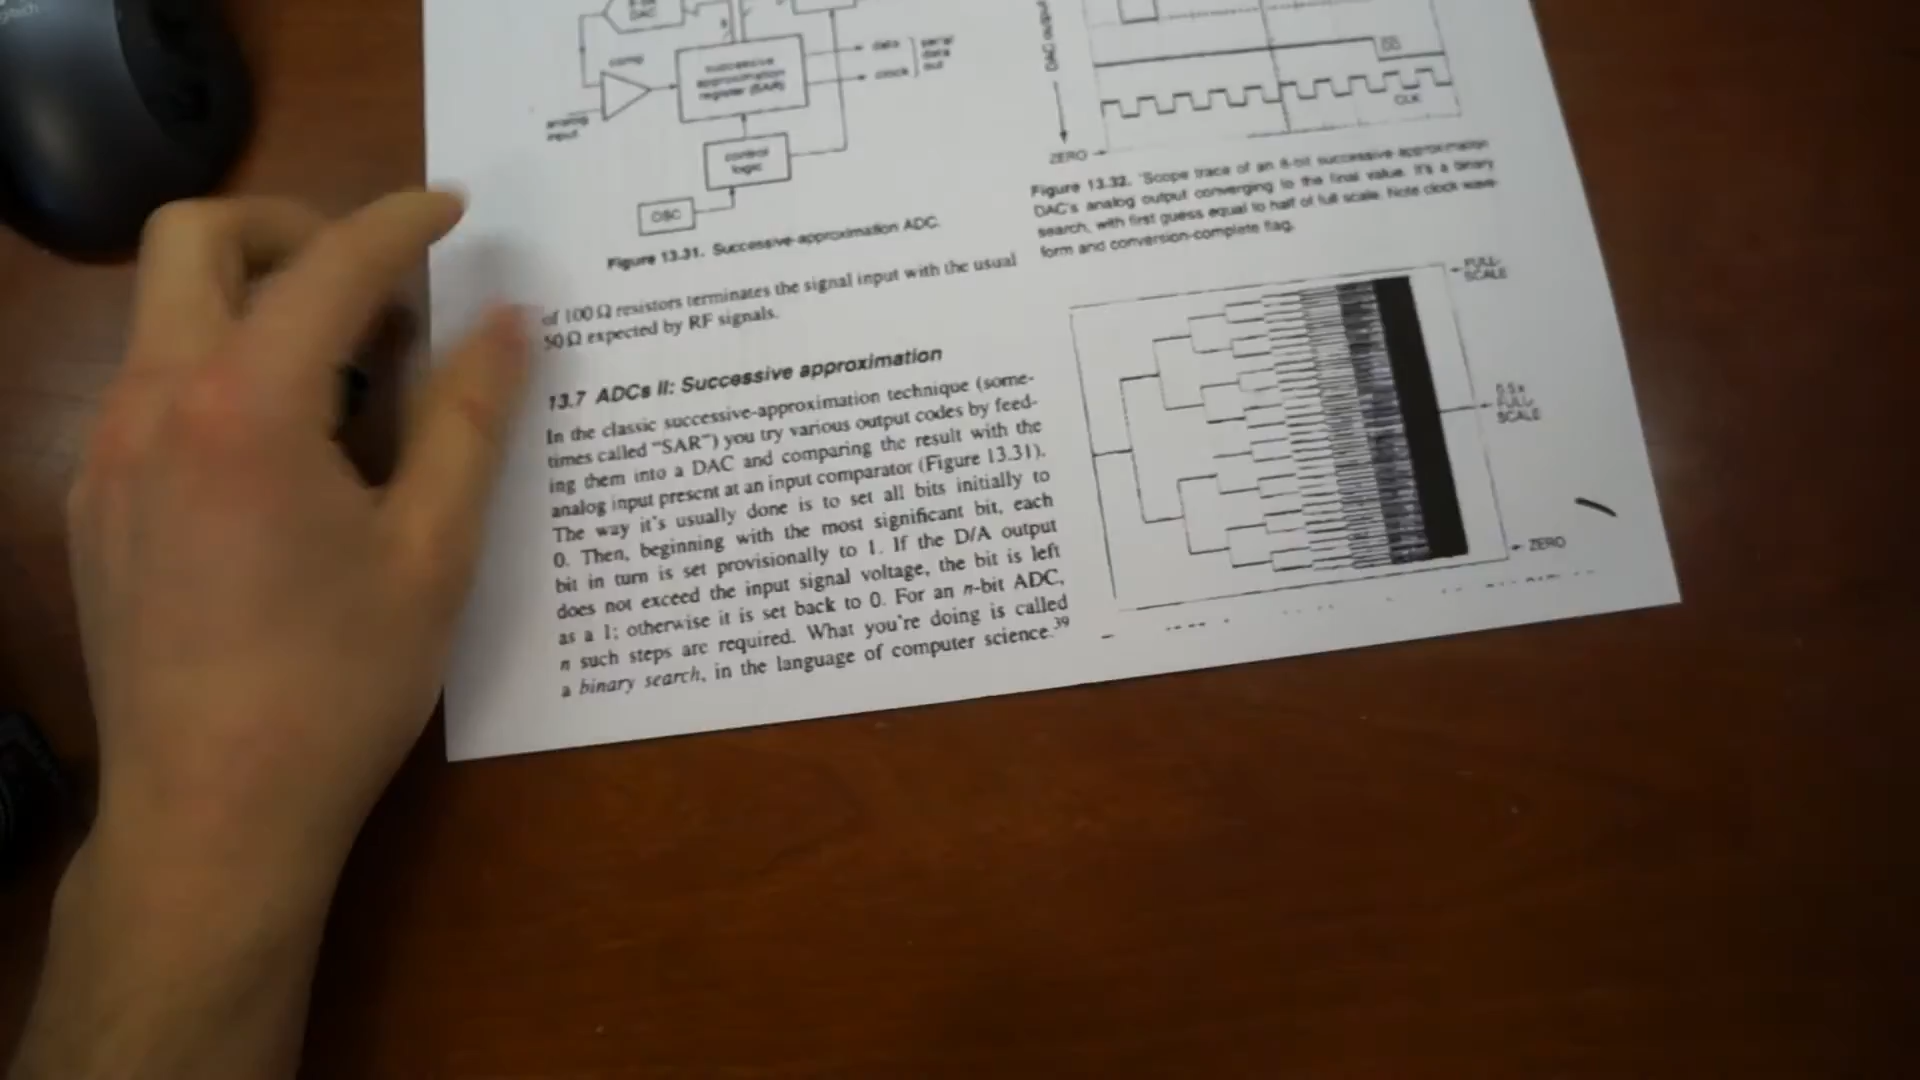 DAC
comp
successive
approximation
register (SAR)
data
clock
serial
data
out
analog
input
control
logic
OSC
Figure 13.31. Successive-approximation ADC.
of 100 Ω resistors terminates the signal input with the usual
50 Ω expected by RF signals.
13.7 ADCs II: Successive approximation
In the classic successive-approximation technique (some-
times called "SAR") you try various output codes by feed-
ing them into a DAC and comparing the result with the
analog input present at an input comparator (Figure 13.31).
The way it's usually done is to set all bits initially to
0. Then, beginning with the most significant bit, each
bit in turn is set provisionally to 1. If the D/A output
does not exceed the input signal voltage, the bit is left
as a 1; otherwise it is set back to 0. For an n-bit ADC,
n such steps are required. What you're doing is called
a binary search, in the language of computer science.39
DAC
CLK
ZERO
Figure 13.32. 'Scope trace of an 8-bit successive-approximation
DAC's analog output converging to the final value. It's a binary
search, with first guess equal to half of full scale. Note clock wave-
form and conversion-complete flag.
FULL-
SCALE
0.5x
FULL-
SCALE
ZERO